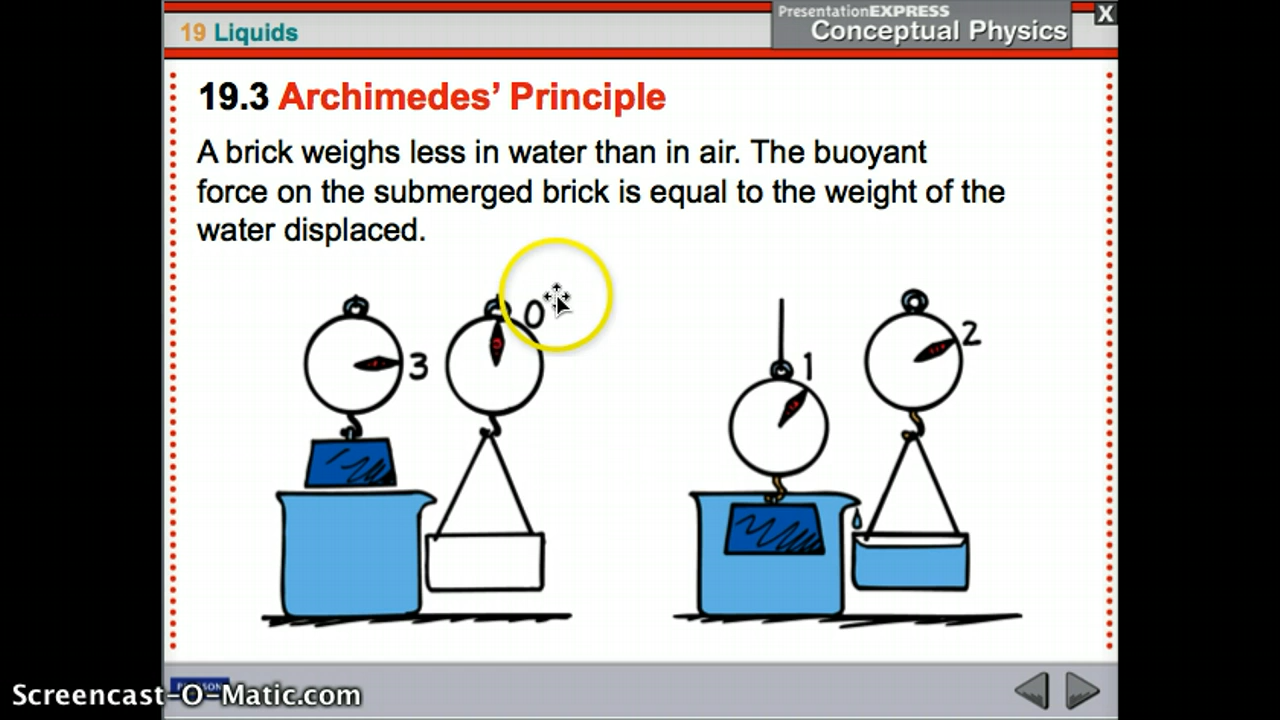 PresentationEXPRESS
X
19 Liquids
Conceptual Physics
19.3 Archimedes’ Principle
A brick weighs less in water than in air. The buoyant
force on the submerged brick is equal to the weight of the
water displaced.
0
3
1
2
PEARSON
Screencast-O-Matic.com